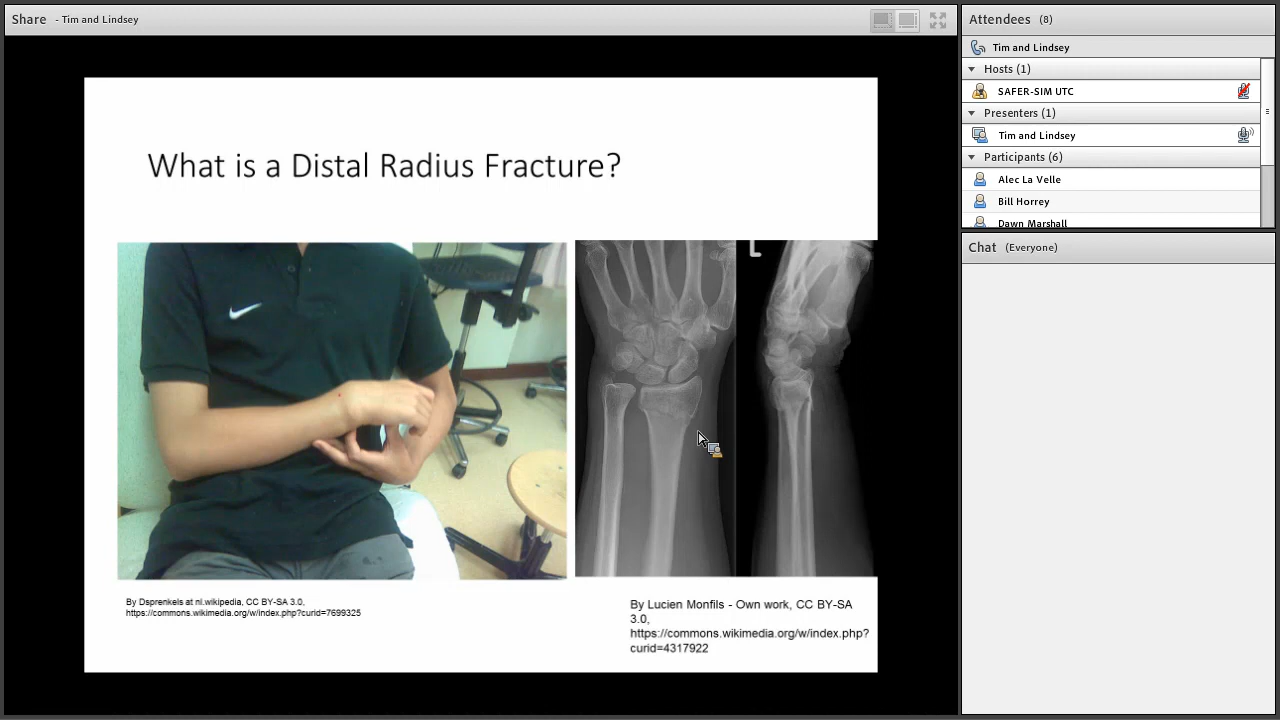 Share - Tim and Lindsey
What is a Distal Radius Fracture?
L
By Dsprenkels at nl.wikipedia, CC BY-SA 3.0,
https://commons.wikimedia.org/w/index.php?curid=7699325
By Lucien Monfils - Own work, CC BY-SA
3.0,
https://commons.wikimedia.org/w/index.php?
curid=4317922
Attendees (8)
Tim and Lindsey
Hosts (1)
SAFER-SIM UTC
Presenters (1)
Tim and Lindsey
Participants (6)
Alec La Velle
Bill Horrey
Dawn Marshall
Chat (Everyone)